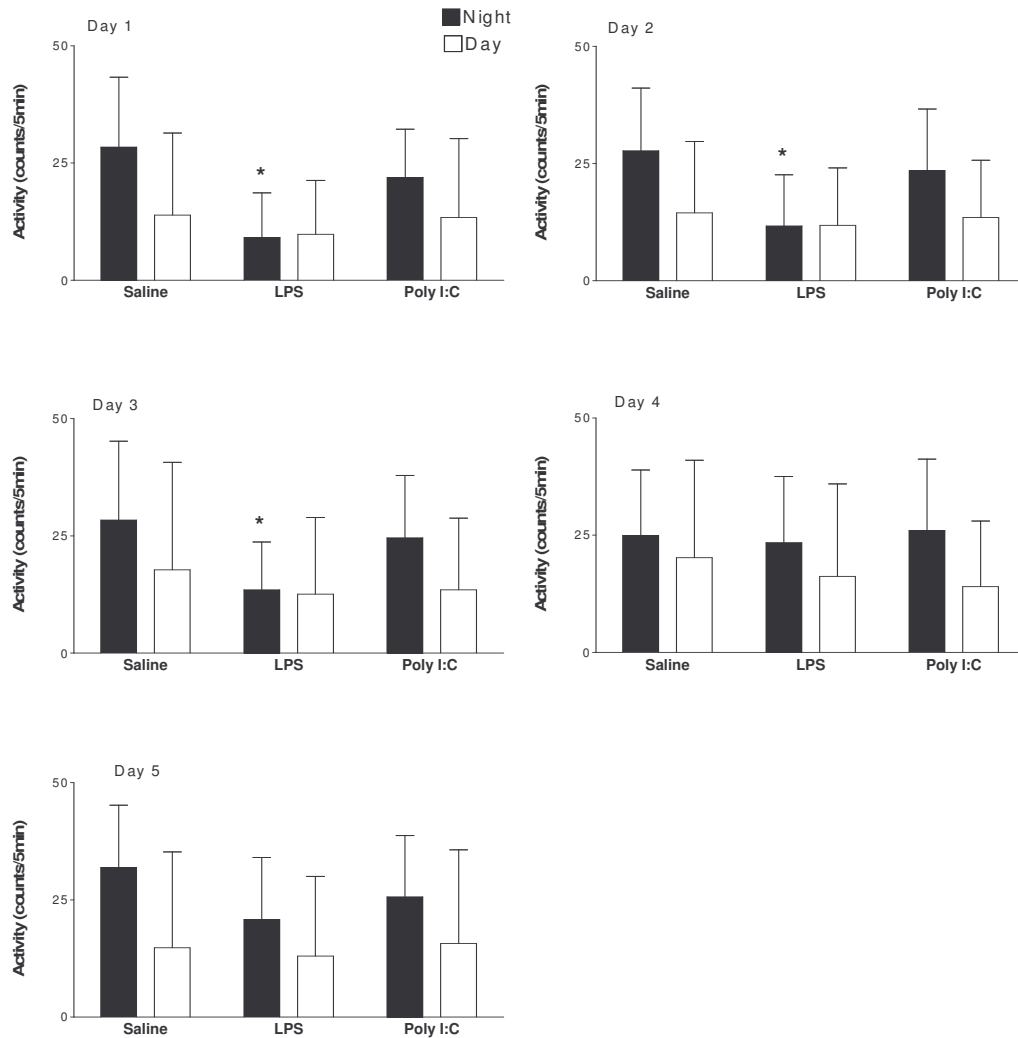 Day 1
Night
Day
Activity (counts/5min)
50
25
0
*
Saline LPS Poly I:C
Day 2
Activity (counts/5min)
50
25
0
*
Saline LPS Poly I:C
Day 3
Activity (counts/5min)
50
25
0
*
Saline LPS Poly I:C
Day 4
Activity (counts/5min)
50
25
0
Saline LPS Poly I:C
Day 5
Activity (counts/5min)
50
25
0
Saline LPS Poly I:C